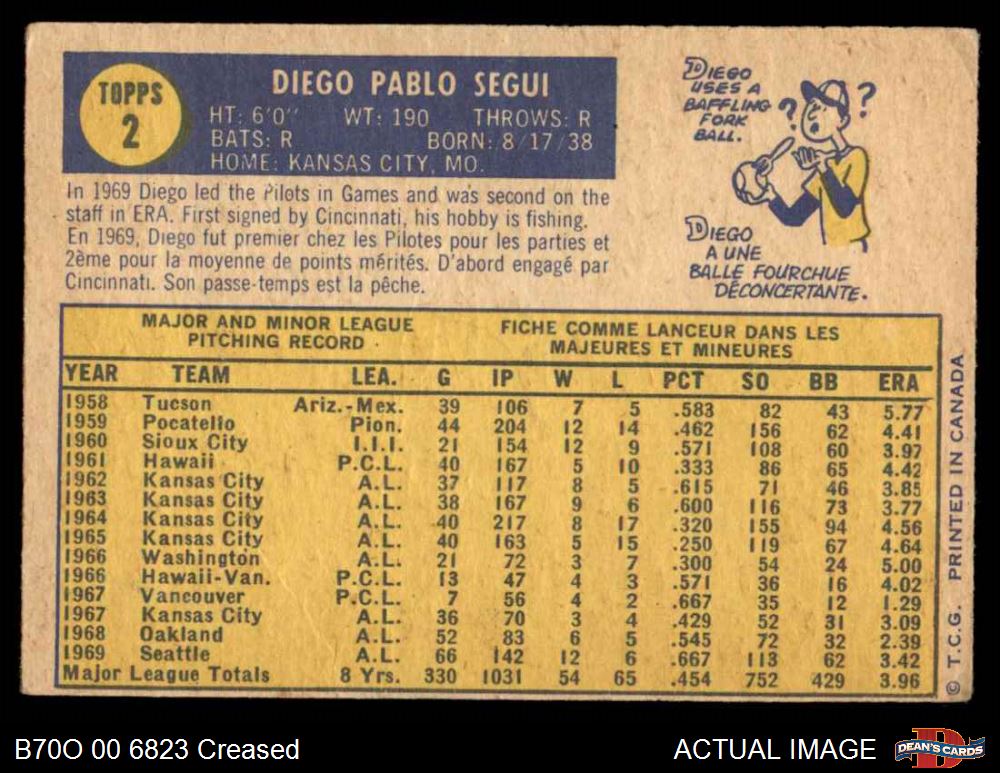 TOPPS
2
DIEGO PABLO SEGUI
HT: 6'0" WT: 190 THROWS: R
BATS: R BORN: 8/17/38
HOME: KANSAS CITY, MO.
In 1969 Diego led the Pilots in Games and was second on the
staff in ERA. First signed by Cincinnati, his hobby is fishing.
En 1969, Diego fut premier chez les Pilotes pour les parties et
2ème pour la moyenne de points mérités. D'abord engagé par
Cincinnati. Son passe-temps est la pêche.
DIEGO
USES A
BAFFLING
FORK
BALL.
? ?
DIEGO
A UNE
BALLE FOURCHUE
DÉCONCERTANTE.
MAJOR AND MINOR LEAGUE
PITCHING RECORD
FICHE COMME LANCEUR DANS LES
MAJEURES ET MINEURES
YEAR TEAM LEA. G IP W L PCT SO BB ERA
1958 Tucson Ariz.-Mex. 39 106 7 5 .583 82 43 5.77
1959 Pocatello Pion. 44 204 12 14 .462 156 62 4.41
1960 Sioux City I.I.I. 21 154 12 9 .571 108 60 3.97
1961 Hawaii P.C.L. 40 167 5 10 .333 86 65 4.42
1962 Kansas City A.L. 37 117 8 5 .615 71 46 3.85
1963 Kansas City A.L. 38 167 9 6 .600 116 73 3.77
1964 Kansas City A.L. 40 217 8 17 .320 155 94 4.56
1965 Kansas City A.L. 40 163 5 15 .250 119 67 4.64
1966 Washington A.L. 21 72 3 7 .300 54 24 5.00
1966 Hawaii-Van. P.C.L. 13 47 4 3 .571 36 16 4.02
1967 Vancouver P.C.L. 7 56 4 2 .667 35 12 1.29
1967 Kansas City A.L. 36 70 3 4 .429 52 31 3.09
1968 Oakland A.L. 52 83 6 5 .545 72 32 2.39
1969 Seattle A.L. 66 142 12 6 .667 113 62 3.42
Major League Totals 8 Yrs. 330 1031 54 65 .454 752 429 3.96
© T.C.G. PRINTED IN CANADA
B70O 00 6823 Creased
ACTUAL IMAGE
DEAN'S CARDS